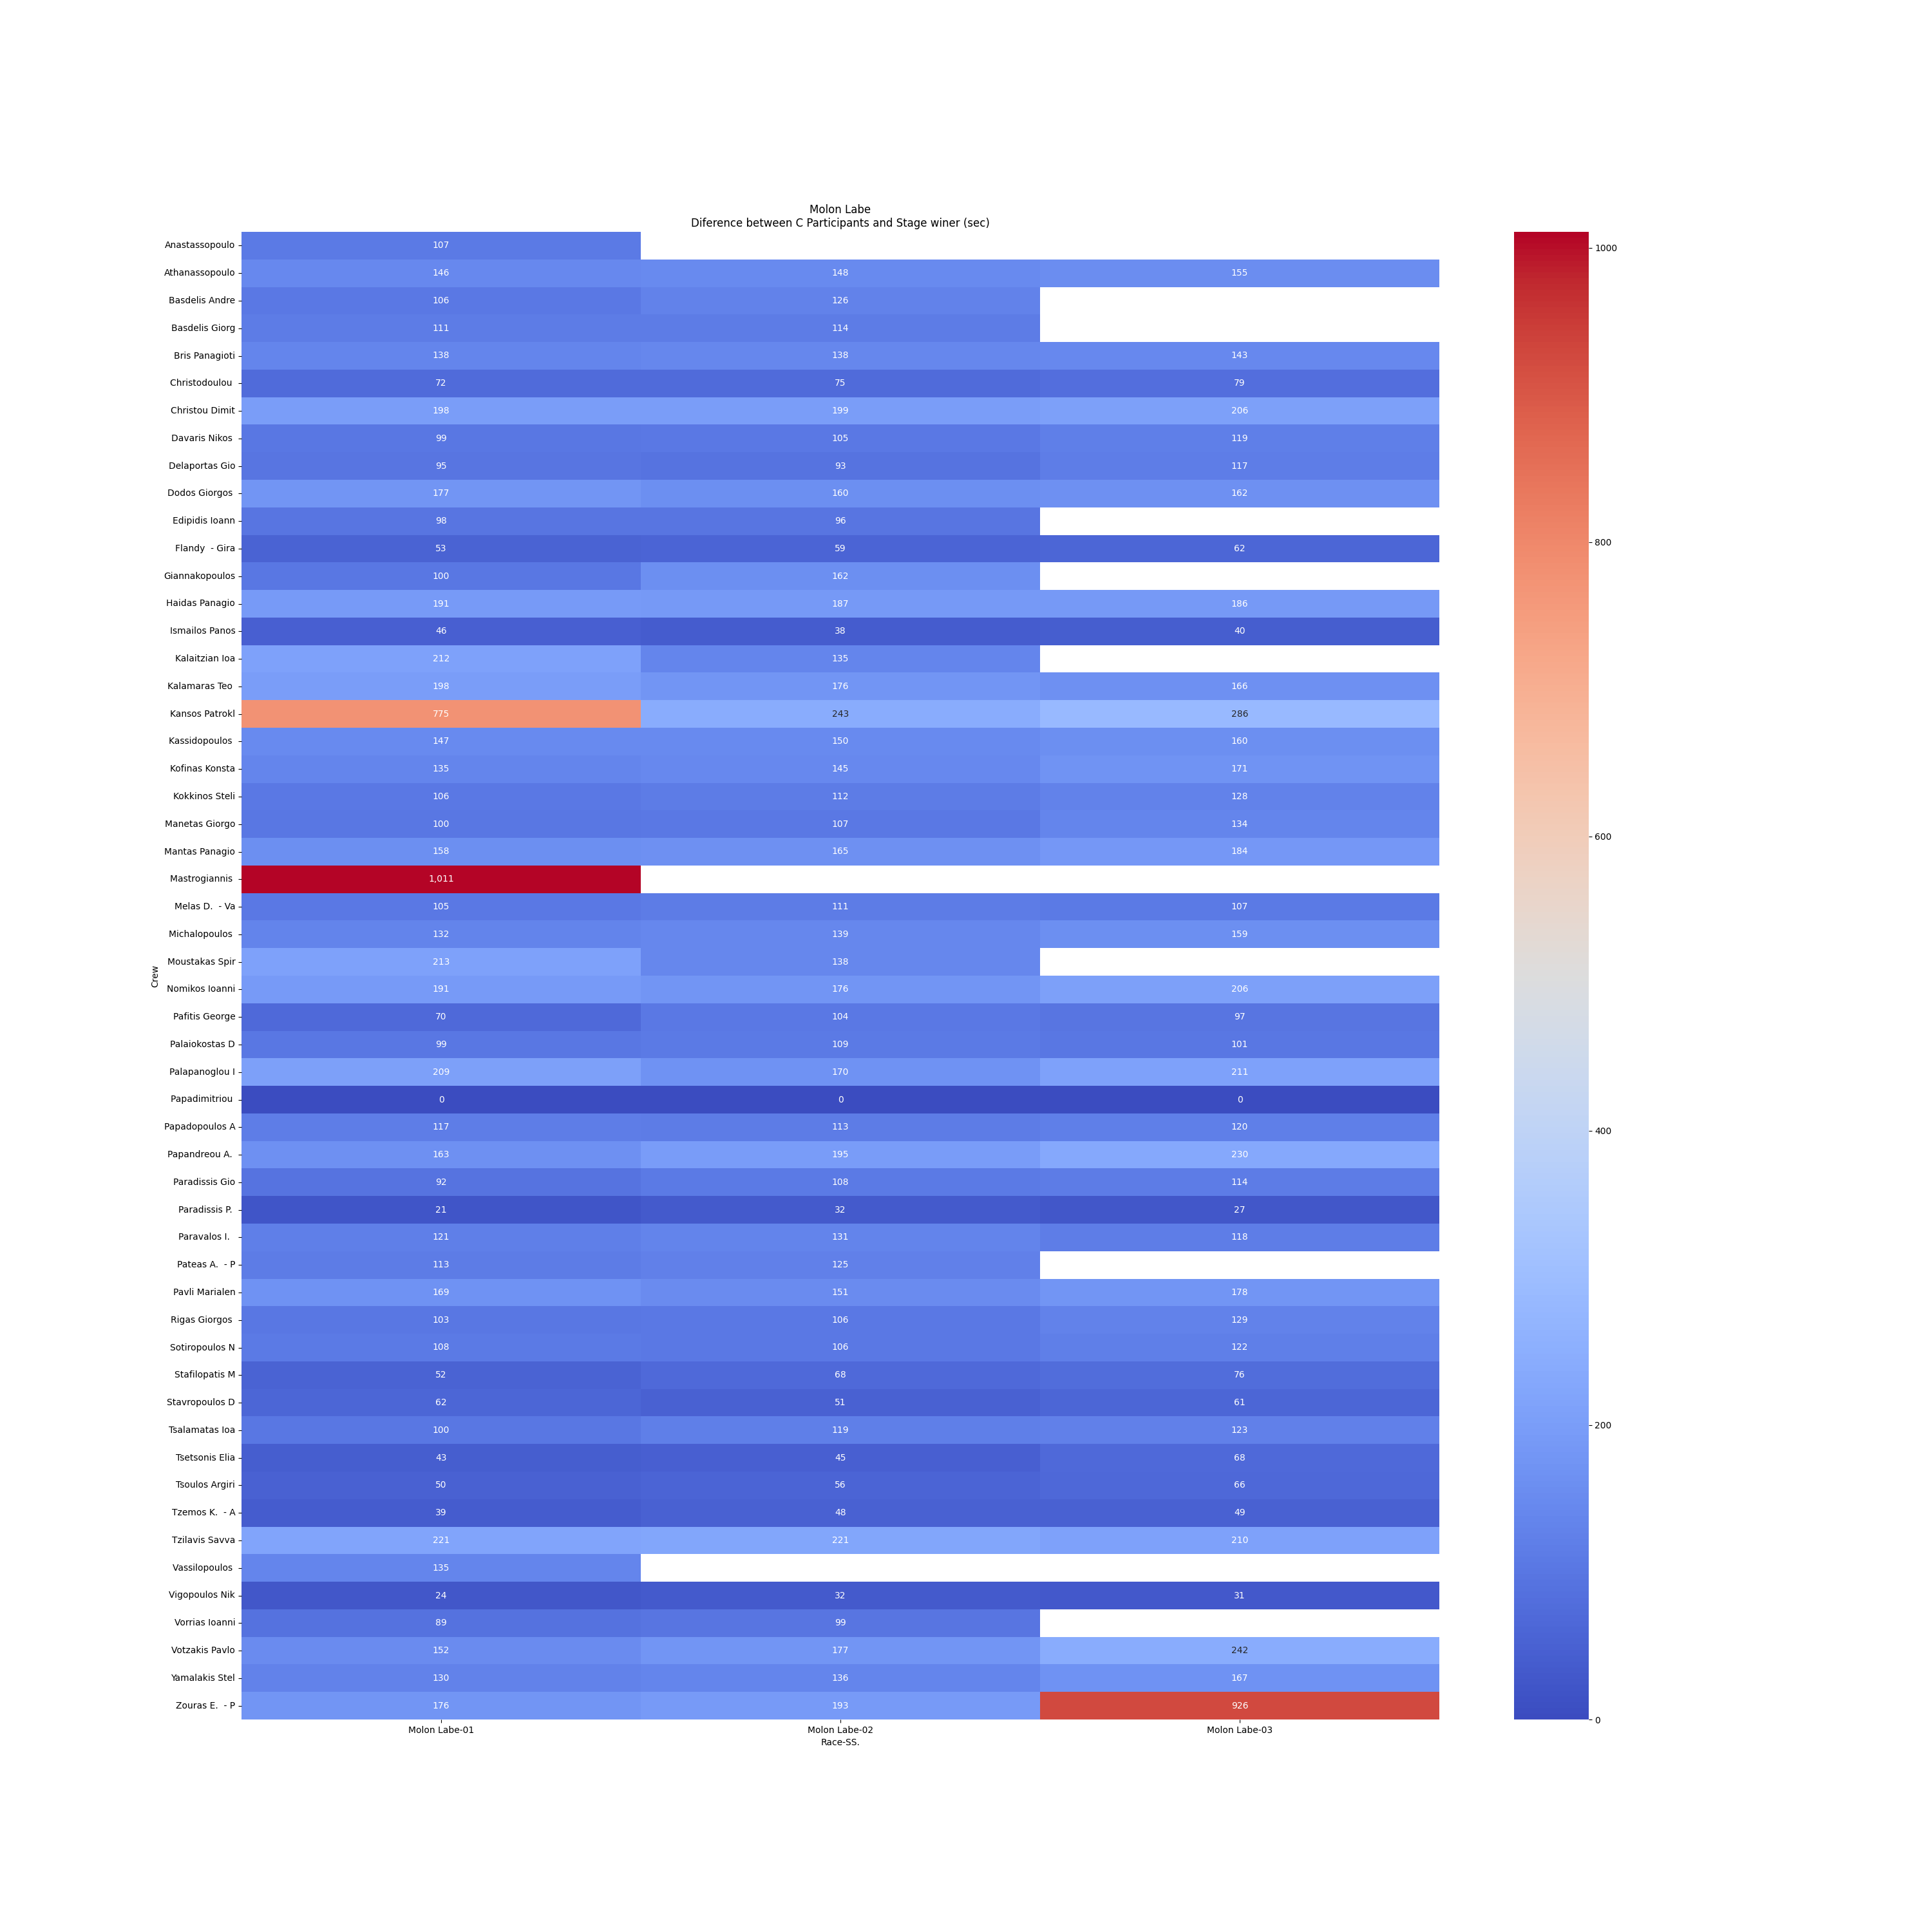 Molon Labe
Diference between C Participants and Stage winer (sec)
Anastassopoulo 107
Athanassopoulo 146 148 155
Basdelis Andre 106 126
Basdelis Giorg 111 114
Bris Panagioti 138 138 143
Christodoulou 72 75 79
Christou Dimit 198 199 206
Davaris Nikos 99 105 119
Delaportas Gio 95 93 117
Dodos Giorgos 177 160 162
Edipidis Ioann 98 96
Flandy - Gira 53 59 62
Giannakopoulos 100 162
Haidas Panagio 191 187 186
Ismailos Panos 46 38 40
Kalaitzian Ioa 212 135
Kalamaras Teo 198 176 166
Kansos Patrokl 775 243 286
Kassidopoulos 147 150 160
Kofinas Konsta 135 145 171
Kokkinos Steli 106 112 128
Manetas Giorgo 100 107 134
Mantas Panagio 158 165 184
Mastrogiannis 1,011
Melas D. - Va 105 111 107
Michalopoulos 132 139 159
Moustakas Spir 213 138
Nomikos Ioanni 191 176 206
Pafitis George 70 104 97
Palaiokostas D 99 109 101
Palapanoglou I 209 170 211
Papadimitriou 0 0 0
Papadopoulos A 117 113 120
Papandreou A. 163 195 230
Paradissis Gio 92 108 114
Paradissis P. 21 32 27
Paravalos I. 121 131 118
Pateas A. - P 113 125
Pavli Marialen 169 151 178
Rigas Giorgos 103 106 129
Sotiropoulos N 108 106 122
Stafilopatis M 52 68 76
Stavropoulos D 62 51 61
Tsalamatas Ioa 100 119 123
Tsetsonis Elia 43 45 68
Tsoulos Argiri 50 56 66
Tzemos K. - A 39 48 49
Tzilavis Savva 221 221 210
Vassilopoulos 135
Vigopoulos Nik 24 32 31
Vorrias Ioanni 89 99
Votzakis Pavlo 152 177 242
Yamalakis Stel 130 136 167
Zouras E. - P 176 193 926
Crew
Molon Labe-01 Molon Labe-02 Molon Labe-03
Race-SS.
1000
800
600
400
200
0